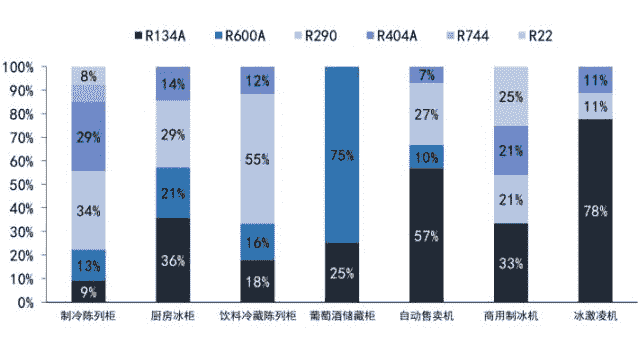 R134A R600A R290 R404A R744 R22
100% 8% 14% 12% 7% 11%
90%
80% 29% 27% 25% 11%
70% 29% 75%
60% 55% 10% 21%
50% 21%
40% 34% 21% 78%
30% 16% 57%
20% 13% 36% 33%
10% 9% 18% 25%
0%
制冷陈列柜 厨房冰柜 饮料冷藏陈列柜 葡萄酒储藏柜 自动售卖机 商用制冰机 冰激凌机